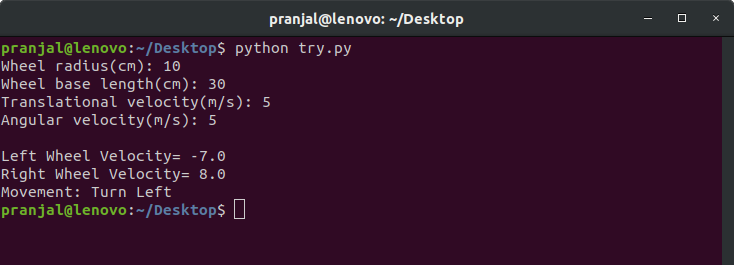 pranjal@lenovo: ~/Desktop
pranjal@lenovo:~/Desktop$ python try.py
Wheel radius(cm): 10
Wheel base length(cm): 30
Translational velocity(m/s): 5
Angular velocity(m/s): 5
Left Wheel Velocity= -7.0
Right Wheel Velocity= 8.0
Movement: Turn Left
pranjal@lenovo:~/Desktop$